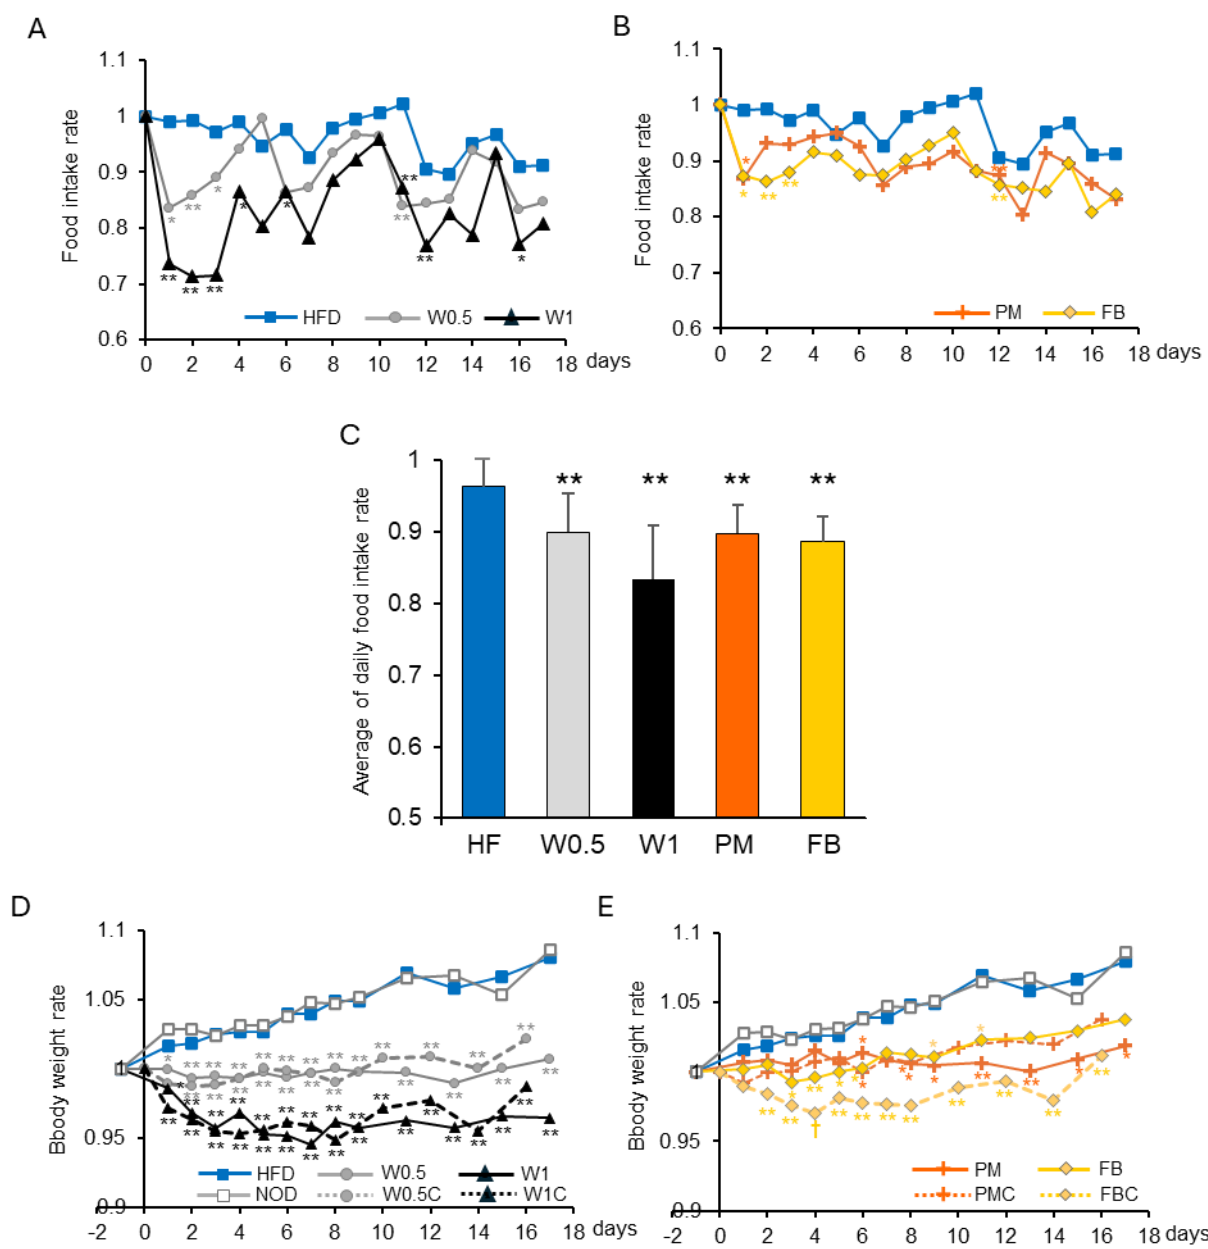 A
1.1
1
0.9
0.8
0.7
0.6
Food intake rate
* ** * ** ** ** * * ** ** ** *
HFD W0.5 W1
0 2 4 6 8 10 12 14 16 18 days
B
1.1
1
0.9
0.8
0.7
0.6
Food intake rate
* * ** ** ** **
PM FB
0 2 4 6 8 10 12 14 16 18 days
C
1
0.9
0.8
0.7
0.6
0.5
Average of daily food intake rate
** ** ** **
HF W0.5 W1 PM FB
D
1.1
1.05
1
0.95
0.9
Bbody weight rate
HFD W0.5 W1
NOD W0.5C W1C
-2 0 2 4 6 8 10 12 14 16 18 days
E
1.1
1.05
1
0.95
0.9
Bbody weight rate
†
PM FB
PMC FBC
-2 0 2 4 6 8 10 12 14 16 18 days